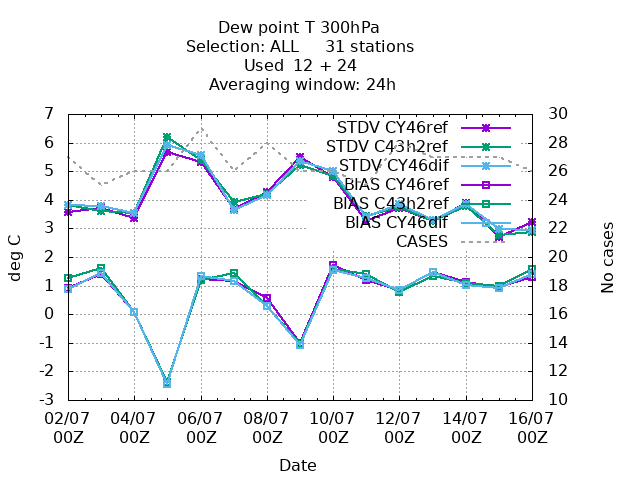 Dew point T 300hPa
Selection: ALL 31 stations
Used 12 + 24
Averaging window: 24h
7 30
6 28
5 26
4 24
3 22
2 20
1 18
0 16
-1 14
-2 12
-3 10
STDV CY46ref
STDV C43h2ref
STDV CY46dif
BIAS CY46ref
BIAS C43h2ref
BIAS CY46dif
CASES
deg C
No cases
02/07 04/07 06/07 08/07 10/07 12/07 14/07 16/07
00Z 00Z 00Z 00Z 00Z 00Z 00Z 00Z
Date